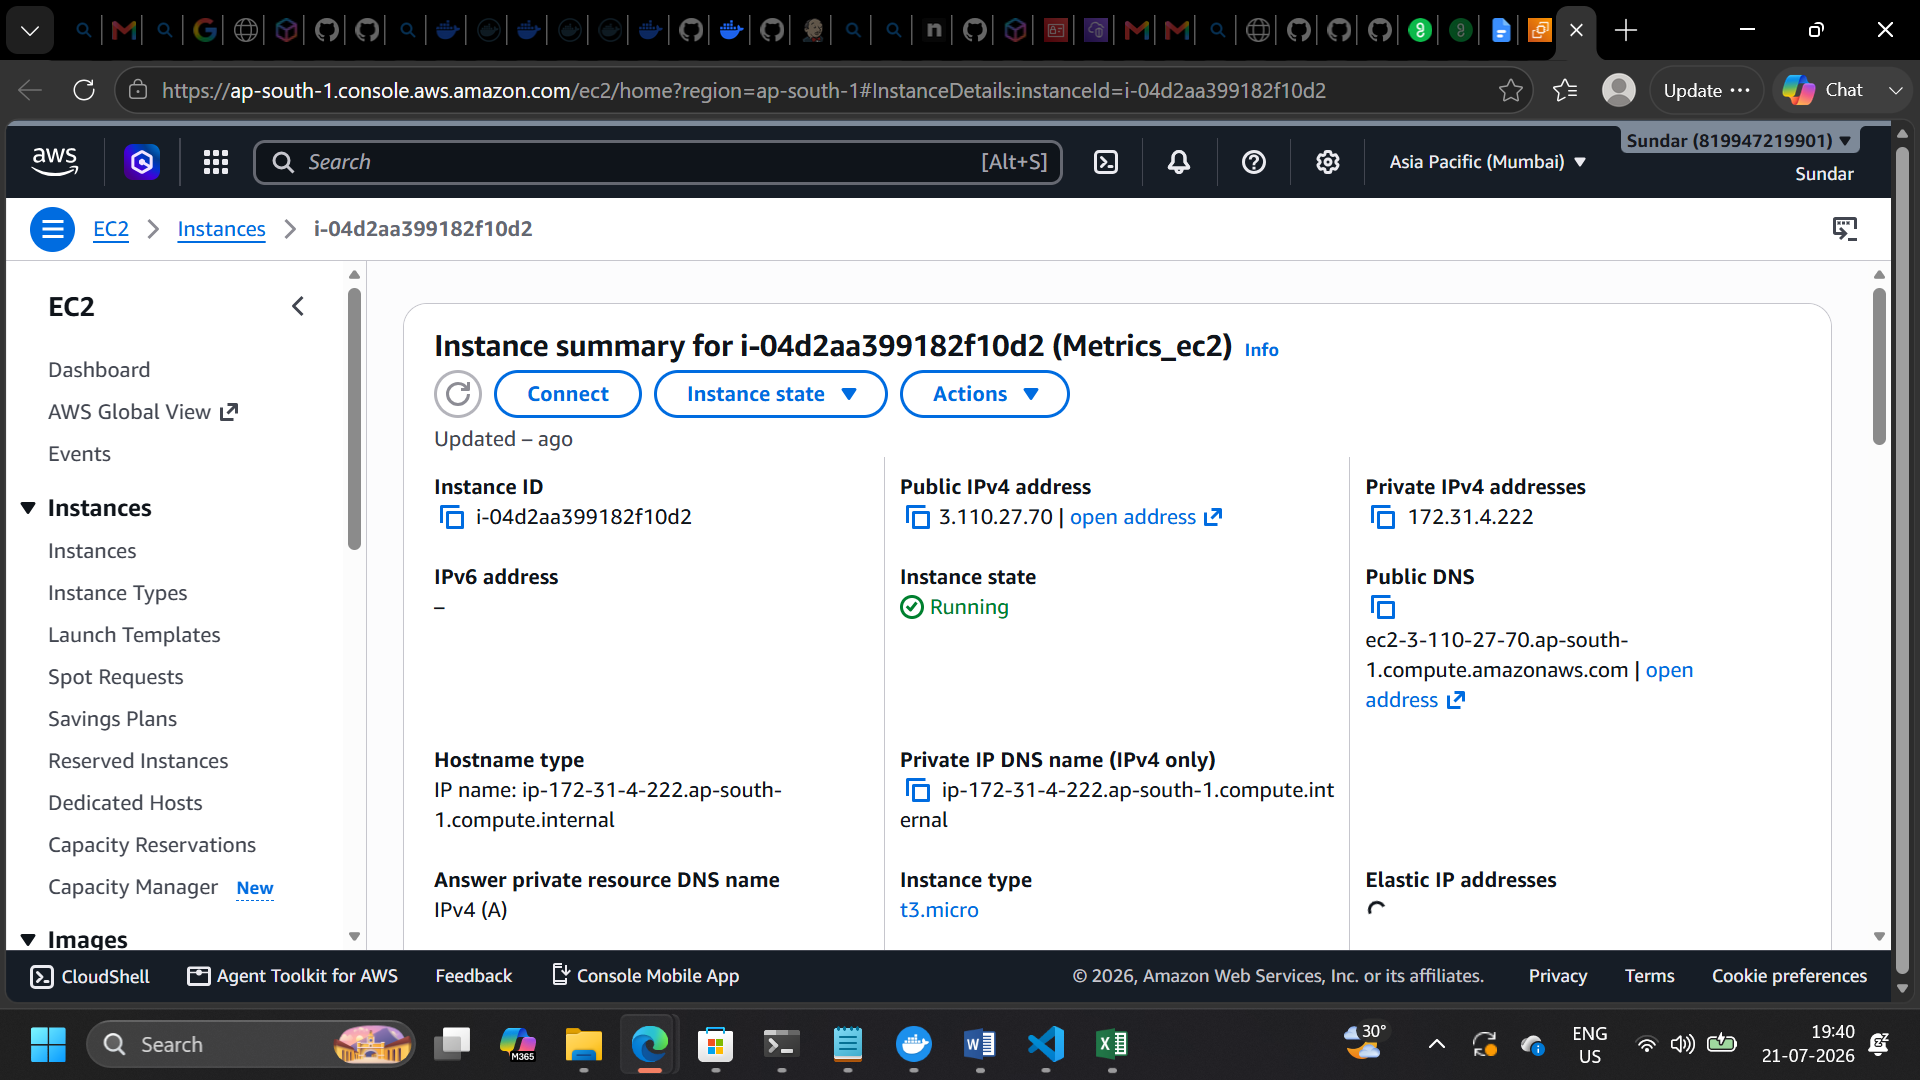 https://ap-south-1.console.aws.amazon.com/ec2/home?region=ap-south-1#InstanceDetails:instanceId=i-04d2aa399182f10d2
Update
Chat
aws
Search
[Alt+S]
Asia Pacific (Mumbai)
Sundar (819947219901)
Sundar
EC2
Instances
i-04d2aa399182f10d2
EC2
Dashboard
AWS Global View
Events
Instances
Instances
Instance Types
Launch Templates
Spot Requests
Savings Plans
Reserved Instances
Dedicated Hosts
Capacity Reservations
Capacity Manager New
Images
Instance summary for i-04d2aa399182f10d2 (Metrics_ec2) Info
Connect
Instance state
Actions
Updated – ago
Instance ID
i-04d2aa399182f10d2
Public IPv4 address
3.110.27.70 | open address
Private IPv4 addresses
172.31.4.222
IPv6 address
–
Instance state
Running
Public DNS
ec2-3-110-27-70.ap-south-
1.compute.amazonaws.com | open
address
Hostname type
IP name: ip-172-31-4-222.ap-south-
1.compute.internal
Private IP DNS name (IPv4 only)
ip-172-31-4-222.ap-south-1.compute.int
ernal
Answer private resource DNS name
IPv4 (A)
Instance type
t3.micro
Elastic IP addresses
CloudShell
Agent Toolkit for AWS
Feedback
Console Mobile App
© 2026, Amazon Web Services, Inc. or its affiliates.
Privacy
Terms
Cookie preferences
Search
M365
30°
ENG
US
19:40
21-07-2026